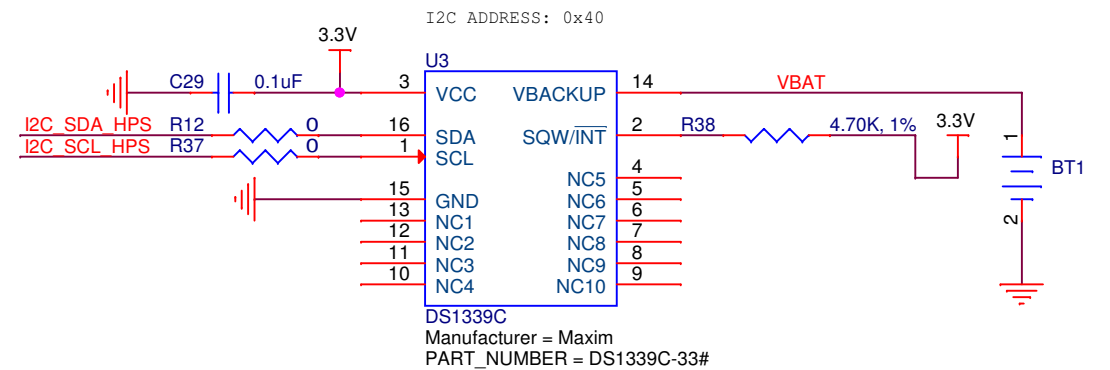 I2C ADDRESS: 0x40
3.3V
U3
C29 0.1uF 3 VCC VBACKUP 14 VBAT
I2C_SDA_HPS R12 0 16 SDA SQW/INT 2 R38 4.70K, 1% 3.3V
I2C_SCL_HPS R37 0 1 SCL
1
BT1
2
NC5 4
15 GND NC6 5
13 NC1 NC7 6
12 NC2 NC8 7
11 NC3 NC9 8
10 NC4 NC10 9
DS1339C
Manufacturer = Maxim
PART_NUMBER = DS1339C-33#